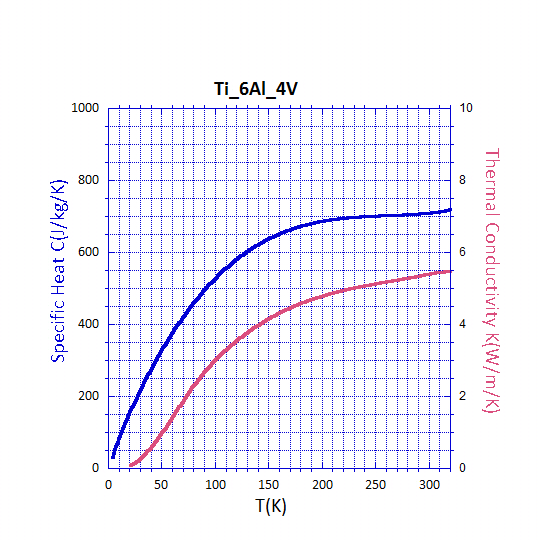 Ti_6Al_4V
1000
800
600
400
200
0
10
8
6
4
2
0
0 50 100 150 200 250 300
T(K)
Specific Heat C(J/kg/K)
Thermal Conductivity K(W/m/K)